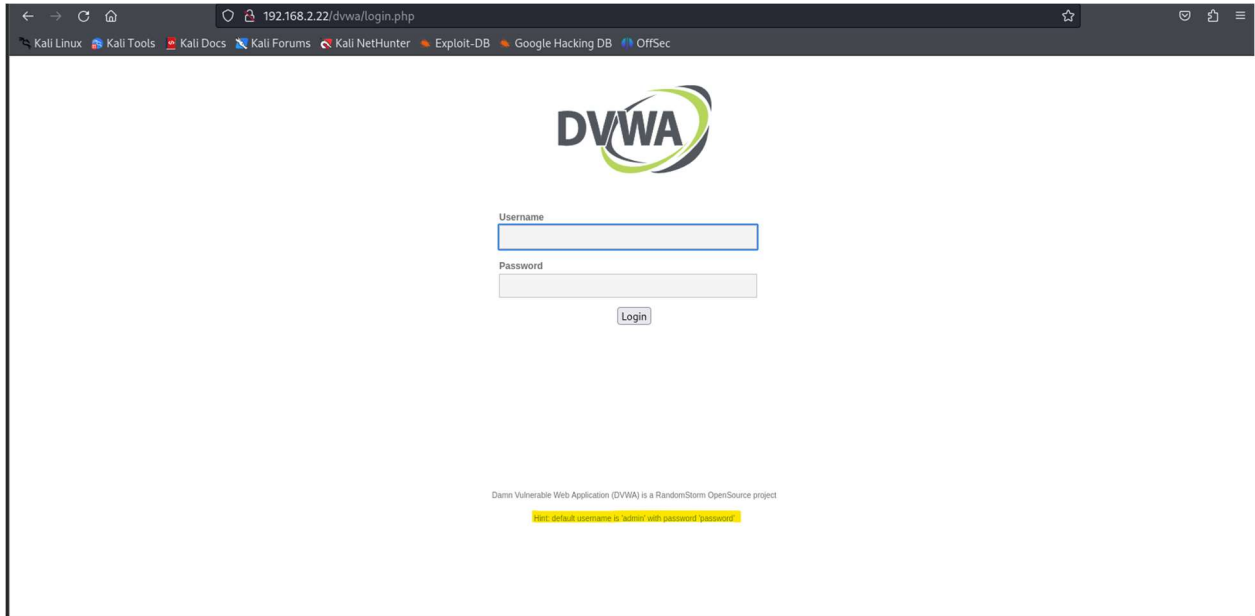 192.168.2.22/dvwa/login.php
Kali Linux Kali Tools Kali Docs Kali Forums Kali NetHunter Exploit-DB Google Hacking DB OffSec
DVWA
Username
Password
Login
Damn Vulnerable Web Application (DVWA) is a RandomStorm OpenSource project
Hint: default username is 'admin' with password 'password'